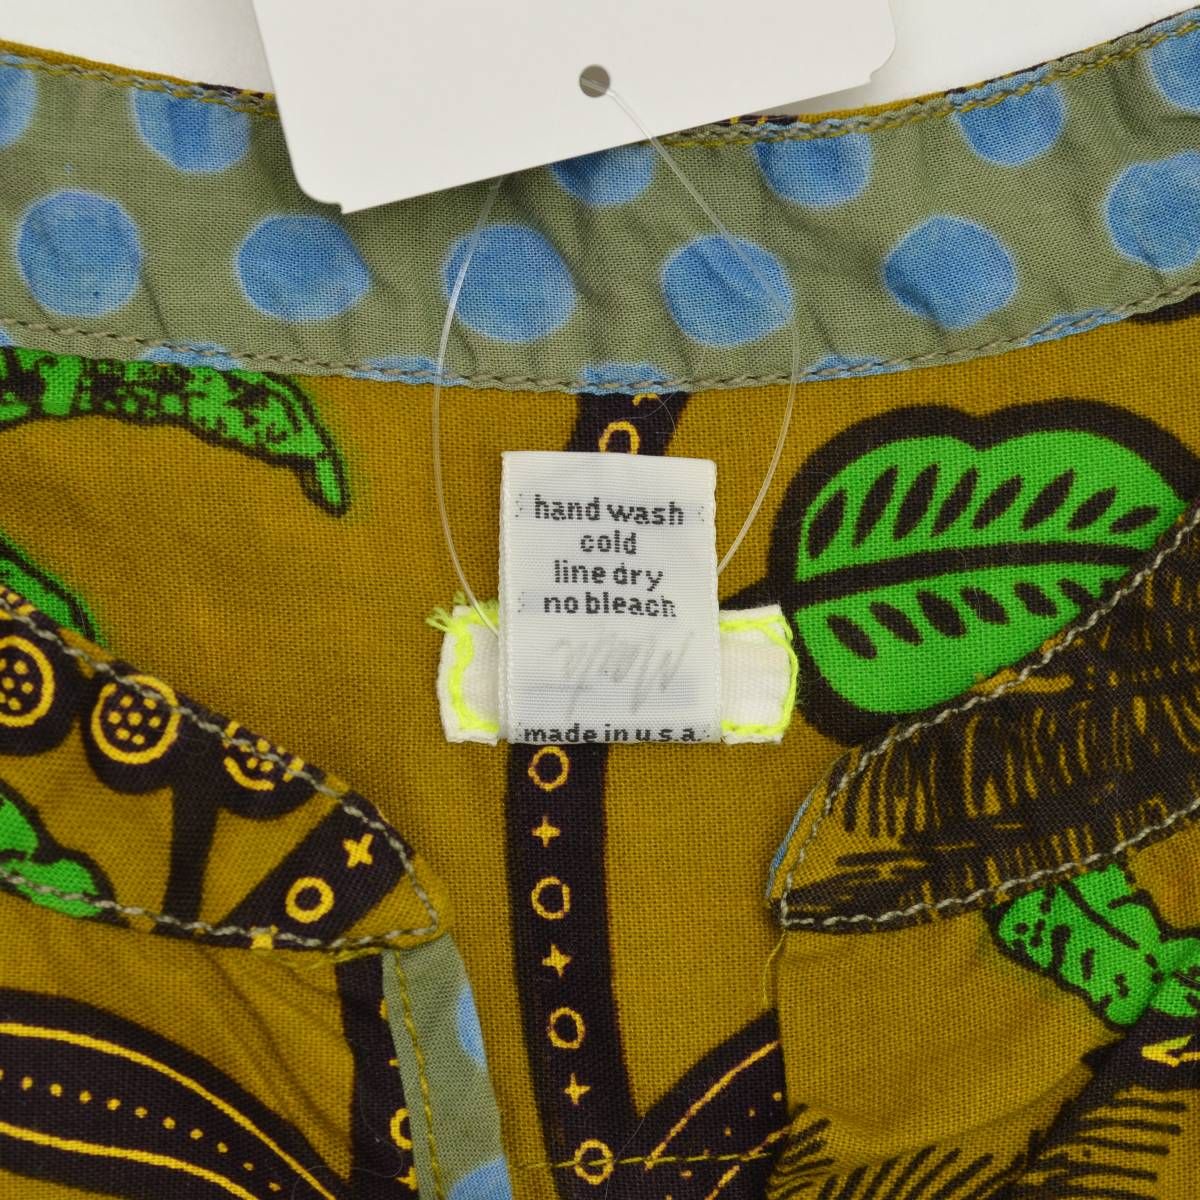 hand wash
cold
line dry
no bleach
made in u.s.a.